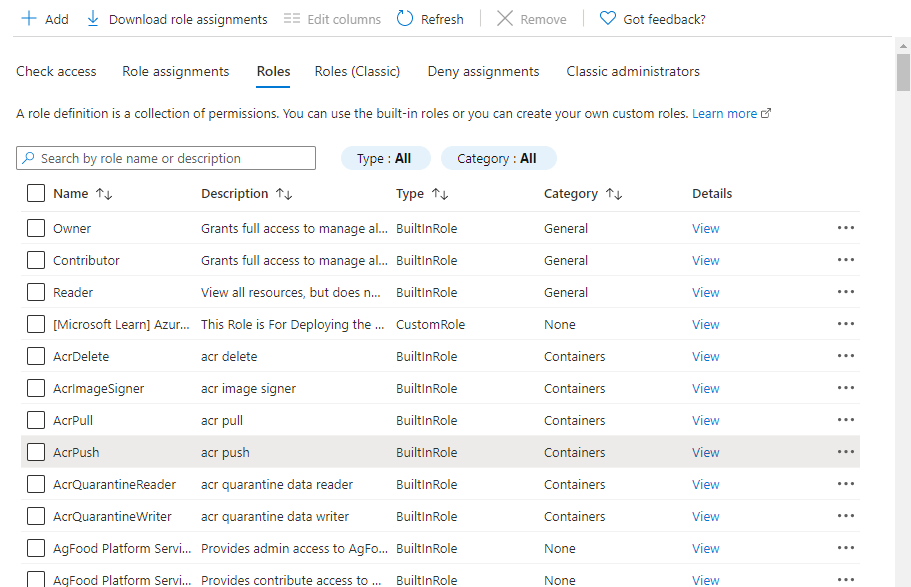 Add Download role assignments Edit columns Refresh Remove Got feedback?
Check access Role assignments Roles Roles (Classic) Deny assignments Classic administrators
A role definition is a collection of permissions. You can use the built-in roles or you can create your own custom roles. Learn more
Search by role name or description Type : All Category : All
Name Description Type Category Details
Owner Grants full access to manage al... BuiltInRole General View ...
Contributor Grants full access to manage al... BuiltInRole General View ...
Reader View all resources, but does n... BuiltInRole General View ...
[Microsoft Learn] Azur... This Role is For Deploying the ... CustomRole None View ...
AcrDelete acr delete BuiltInRole Containers View ...
AcrImageSigner acr image signer BuiltInRole Containers View ...
AcrPull acr pull BuiltInRole Containers View ...
AcrPush acr push BuiltInRole Containers View ...
AcrQuarantineReader acr quarantine data reader BuiltInRole Containers View ...
AcrQuarantineWriter acr quarantine data writer BuiltInRole Containers View ...
AgFood Platform Servi... Provides admin access to AgFo... BuiltInRole None View ...
AgFood Platform Servi... Provides contribute access to ... BuiltInRole None View ...